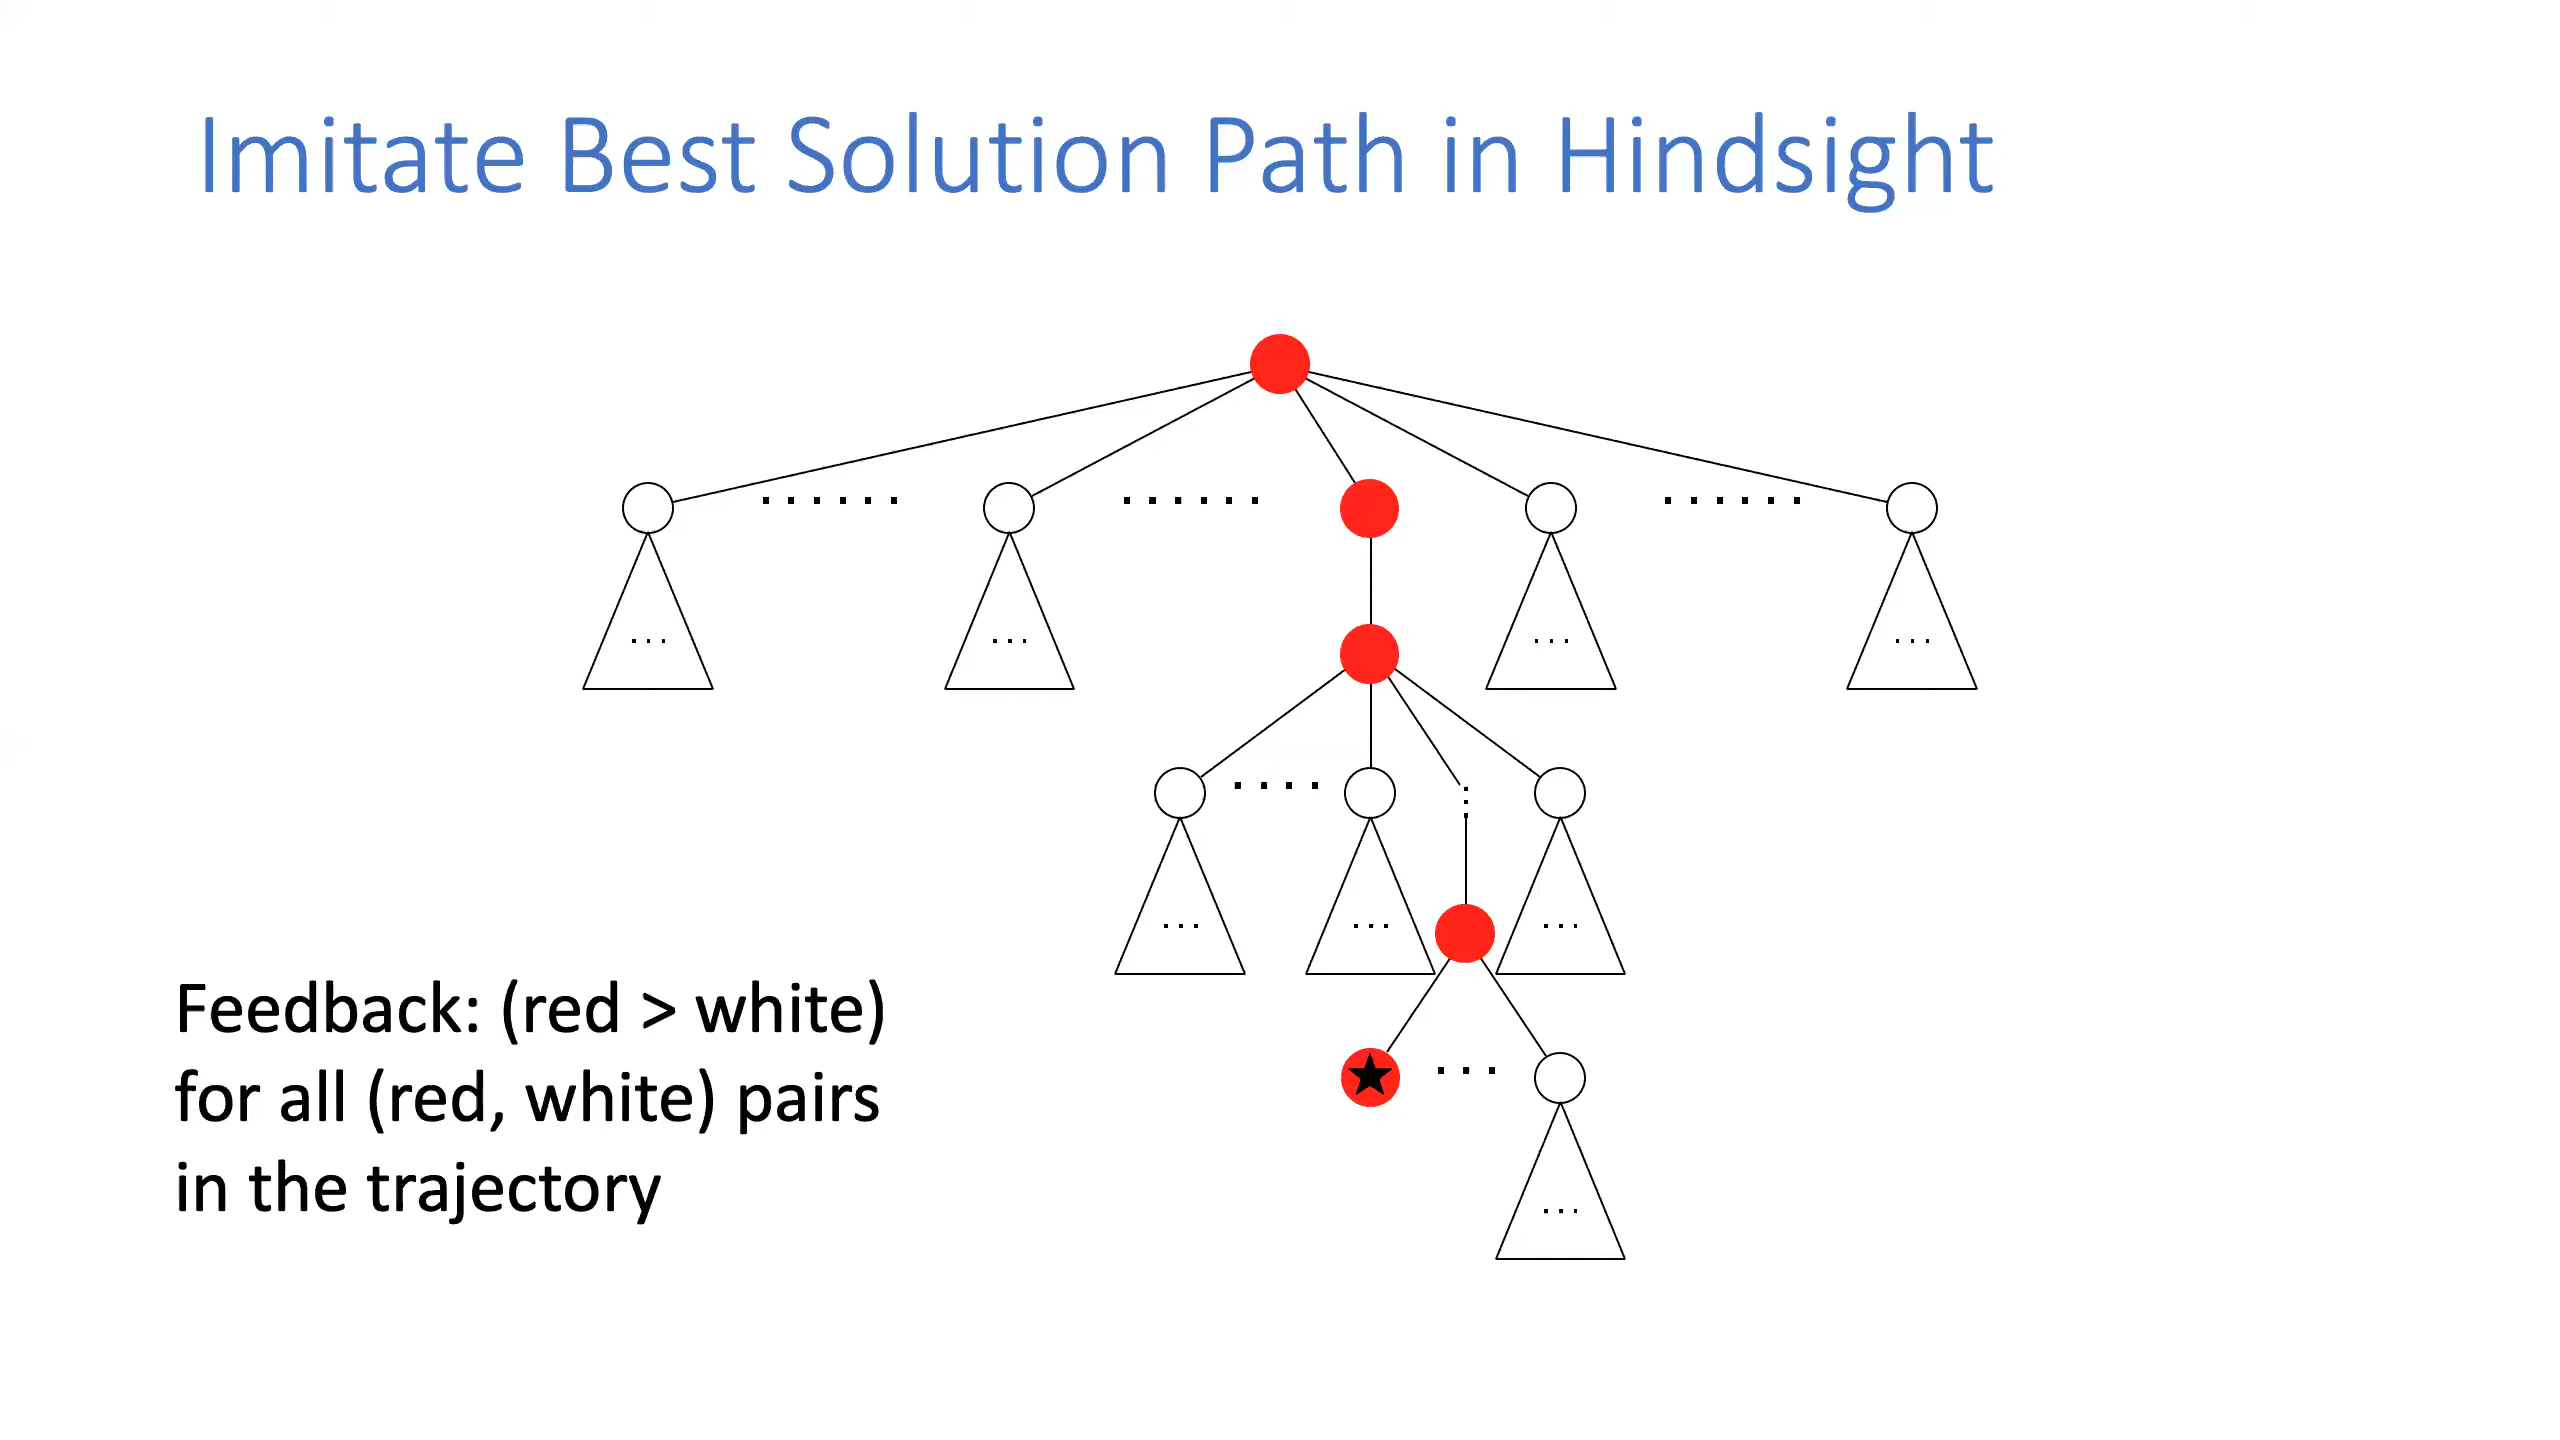 Imitate Best Solution Path in Hindsight
Feedback: (red > white)
for all (red, white) pairs
in the trajectory